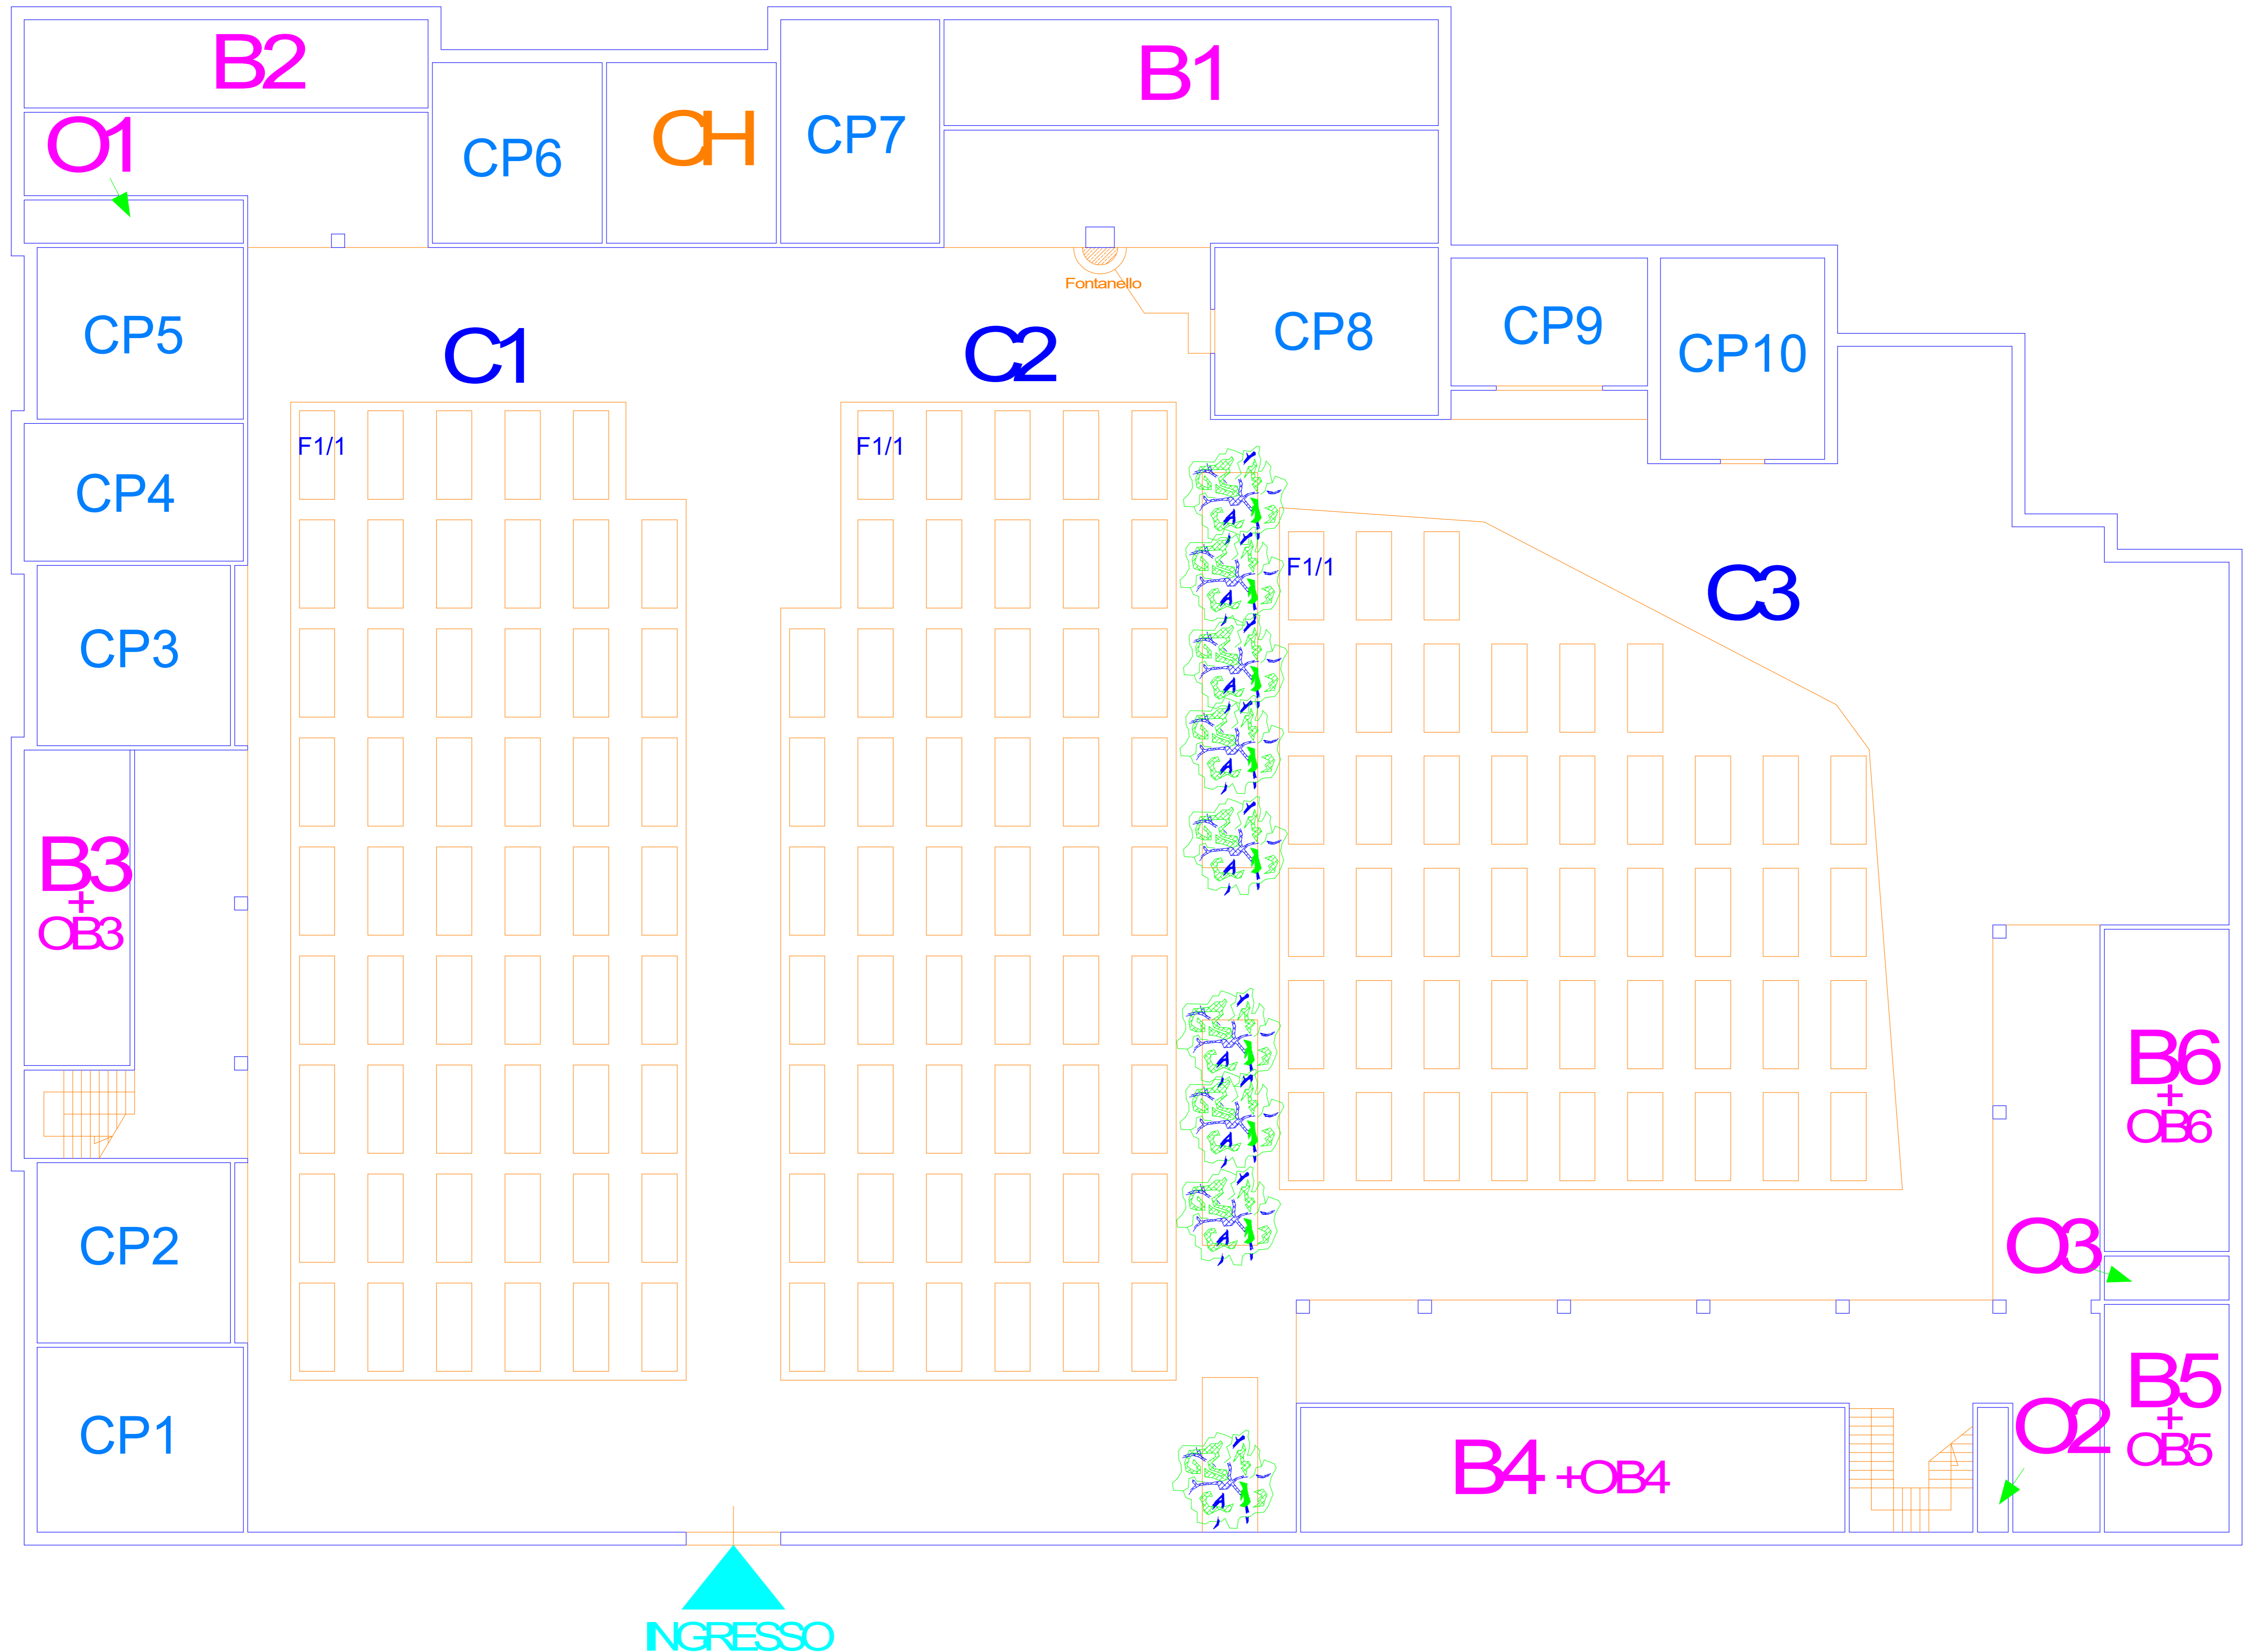 B2
B1
O1
CP6
CH
CP7
Fontanello
CP5
C1
C2
CP8
CP9
CP10
F1/1
F1/1
CP4
F1/1
C3
CP3
B3
+
OB3
B6
+
OB6
CP2
O3
CP1
B4 +OB4
O2
B5
+
OB5
INGRESSO